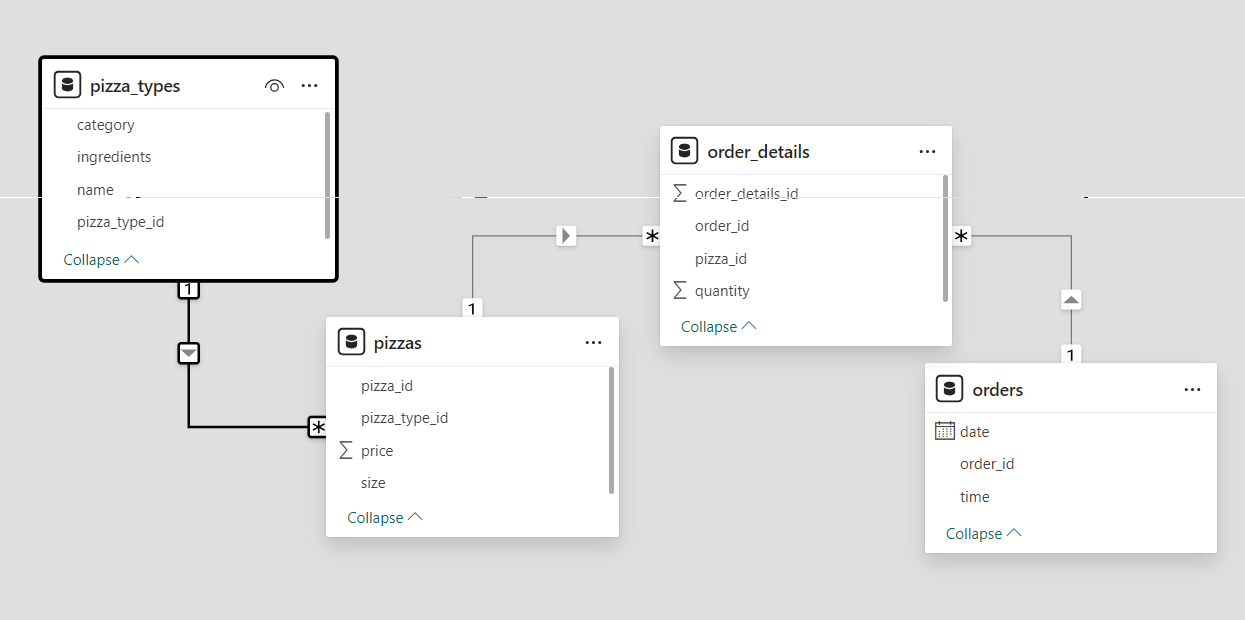 pizza_types
category
ingredients
name
pizza_type_id
Collapse
1
*
pizzas
pizza_id
pizza_type_id
Σ price
size
Collapse
1
*
order_details
Σ order_details_id
order_id
pizza_id
Σ quantity
Collapse
*
1
orders
date
order_id
time
Collapse